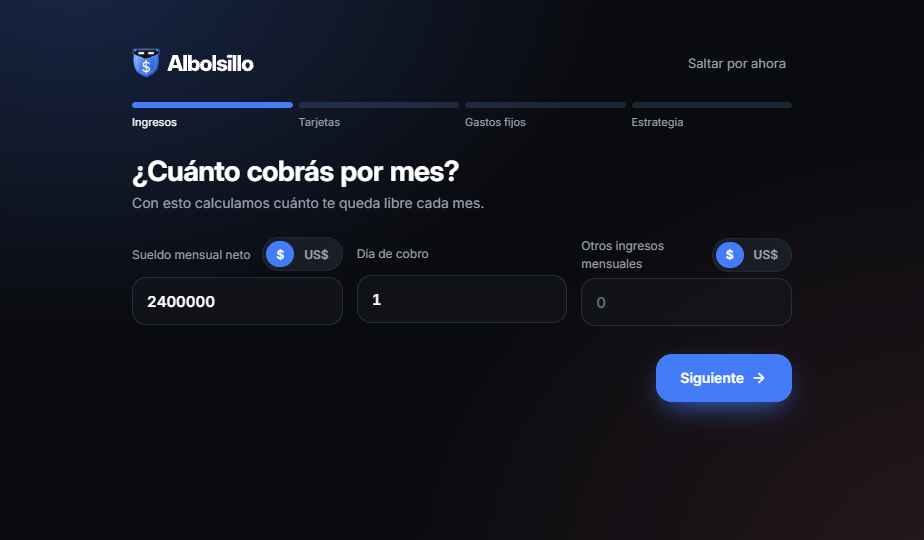 Albolsillo
Saltar por ahora
Ingresos
Tarjetas
Gastos fijos
Estrategia
¿Cuánto cobrás por mes?
Con esto calculamos cuánto te queda libre cada mes.
Sueldo mensual neto
$ US$
2400000
Día de cobro
1
Otros ingresos
mensuales
$ US$
0
Siguiente →